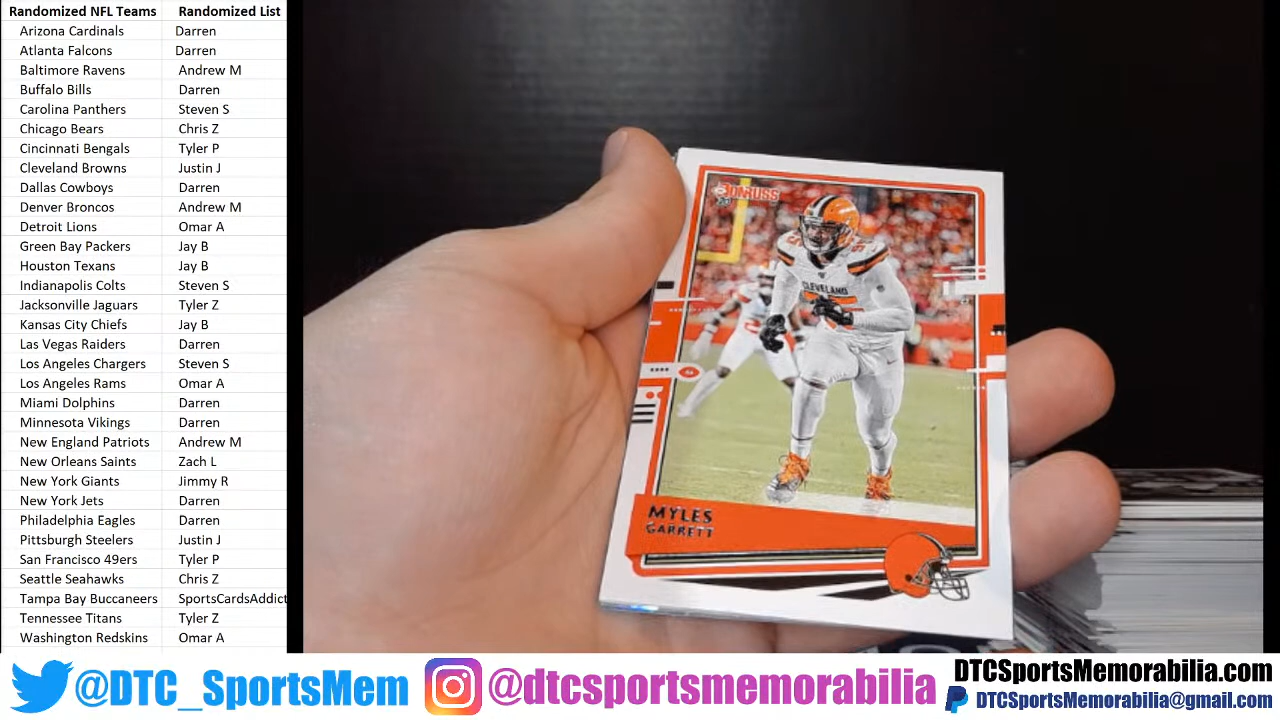 Randomized NFL Teams Randomized List
Arizona Cardinals Darren
Atlanta Falcons Darren
Baltimore Ravens Andrew M
Buffalo Bills Darren
Carolina Panthers Steven S
Chicago Bears Chris Z
Cincinnati Bengals Tyler P
Cleveland Browns Justin J
Dallas Cowboys Darren
Denver Broncos Andrew M
Detroit Lions Omar A
Green Bay Packers Jay B
Houston Texans Jay B
Indianapolis Colts Steven S
Jacksonville Jaguars Tyler Z
Kansas City Chiefs Jay B
Las Vegas Raiders Darren
Los Angeles Chargers Steven S
Los Angeles Rams Omar A
Miami Dolphins Darren
Minnesota Vikings Darren
New England Patriots Andrew M
New Orleans Saints Zach L
New York Giants Jimmy R
New York Jets Darren
Philadelphia Eagles Darren
Pittsburgh Steelers Justin J
San Francisco 49ers Tyler P
Seattle Seahawks Chris Z
Tampa Bay Buccaneers SportsCardsAddict
Tennessee Titans Tyler Z
Washington Redskins Omar A
DONRUSS
CLEVELAND
MYLES
GARRETT
@DTC_SportsMem
@dtcsportsmemorabilia
DTCSportsMemorabilia.com
DTCSportsMemorabilia@gmail.com